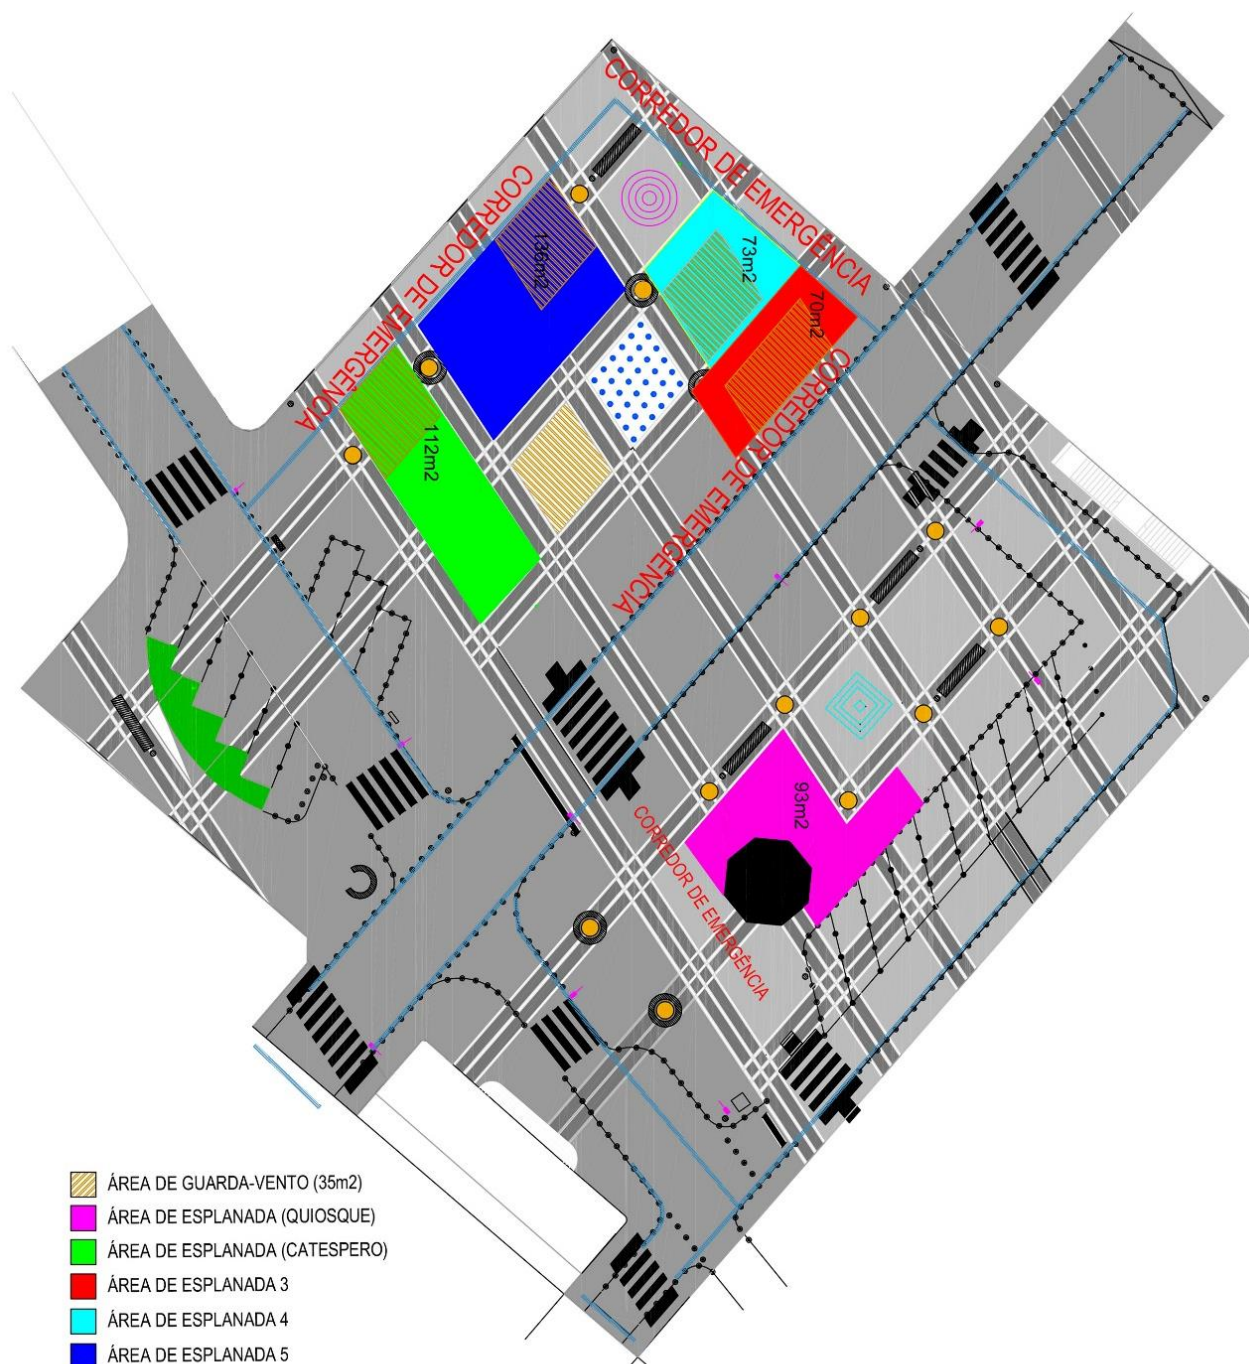 CORREDOR DE EMERGÊNCIA
CORREDOR DE EMERGÊNCIA
136m2
73m2
70m2
112m2
CORREDOR DE EMERGENCIA
93m2
CORREDOR DE EMERGÊNCIA
ÁREA DE GUARDA-VENTO (35m2)
ÁREA DE ESPLANADA (QUIOSQUE)
ÁREA DE ESPLANADA (CATESPERO)
ÁREA DE ESPLANADA 3
ÁREA DE ESPLANADA 4
ÁREA DE ESPLANADA 5